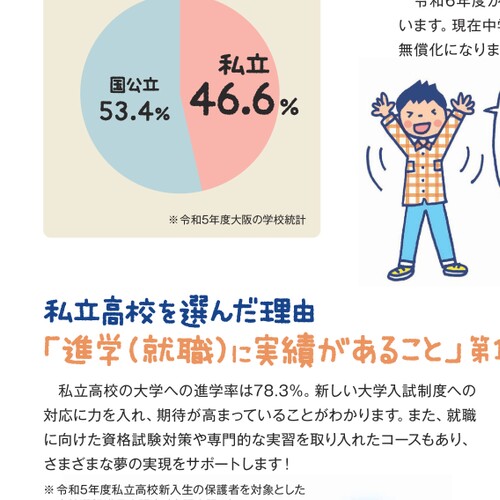 令和6年度か
います。現在中学
無償化になりま
国公立
53.4%
私立
46.6%
※令和5年度大阪の学校統計
私立高校を選んだ理由
「進学(就職)に実績があること」第1
私立高校の大学への進学率は78.3%。新しい大学入試制度への
対応に力を入れ、期待が高まっていることがわかります。また、就職
に向けた資格試験対策や専門的な実習を取り入れたコースもあり、
さまざまな夢の実現をサポートします!
※令和5年度私立高校新入生の保護者を対象とした